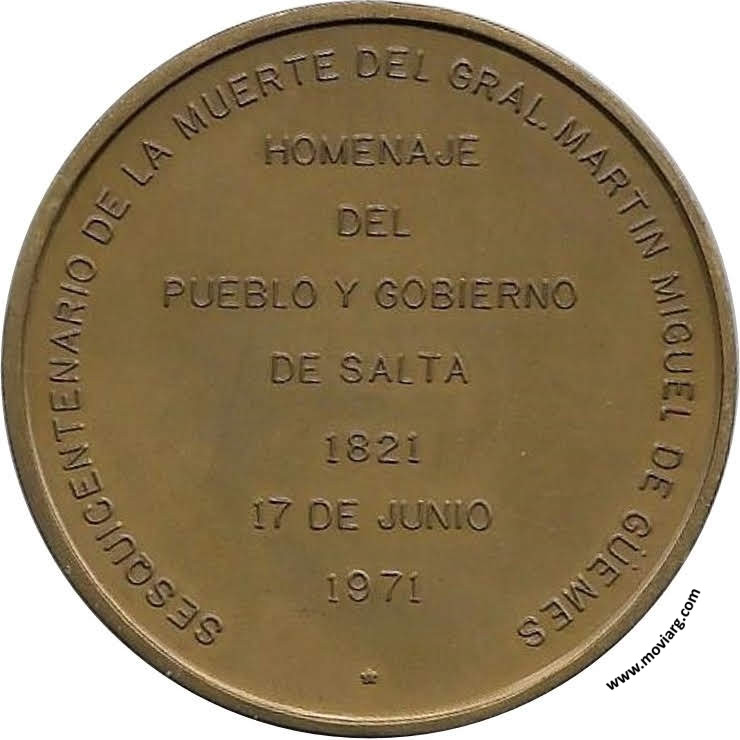 SESQUICENTENARIO DE LA MUERTE DEL GRAL. MARTIN MIGUEL DE GÜEMES
HOMENAJE
DEL
PUEBLO Y GOBIERNO
DE SALTA
1821
17 DE JUNIO
1971
www.moviarg.com